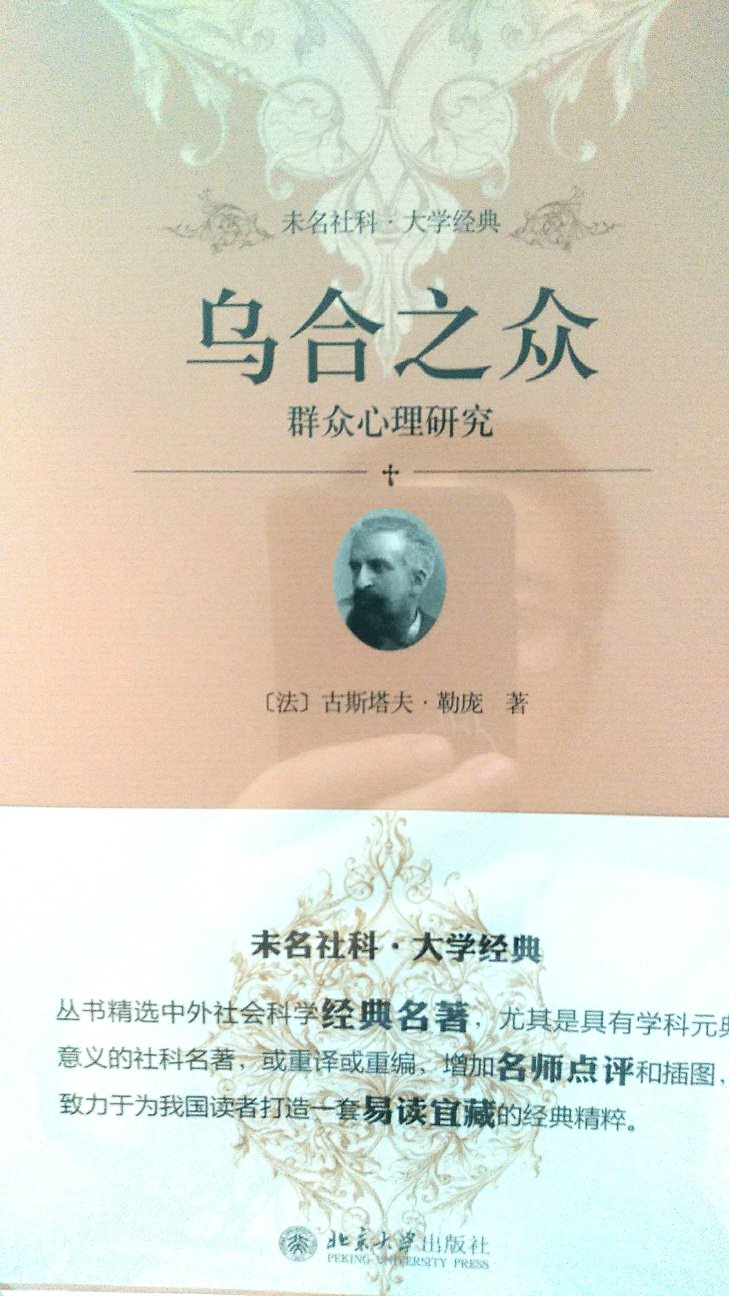 未名社科·大学经典
乌合之众
群众心理研究
〔法〕古斯塔夫·勒庞 著
未名社科·大学经典
丛书精选中外社会科学经典名著，尤其是具有学科元典
意义的社科名著，或重译或重编，增加名师点评和插图，
致力于为我国读者打造一套易读宜藏的经典精粹。
北京大学出版社
PEKING UNIVERSITY PRESS